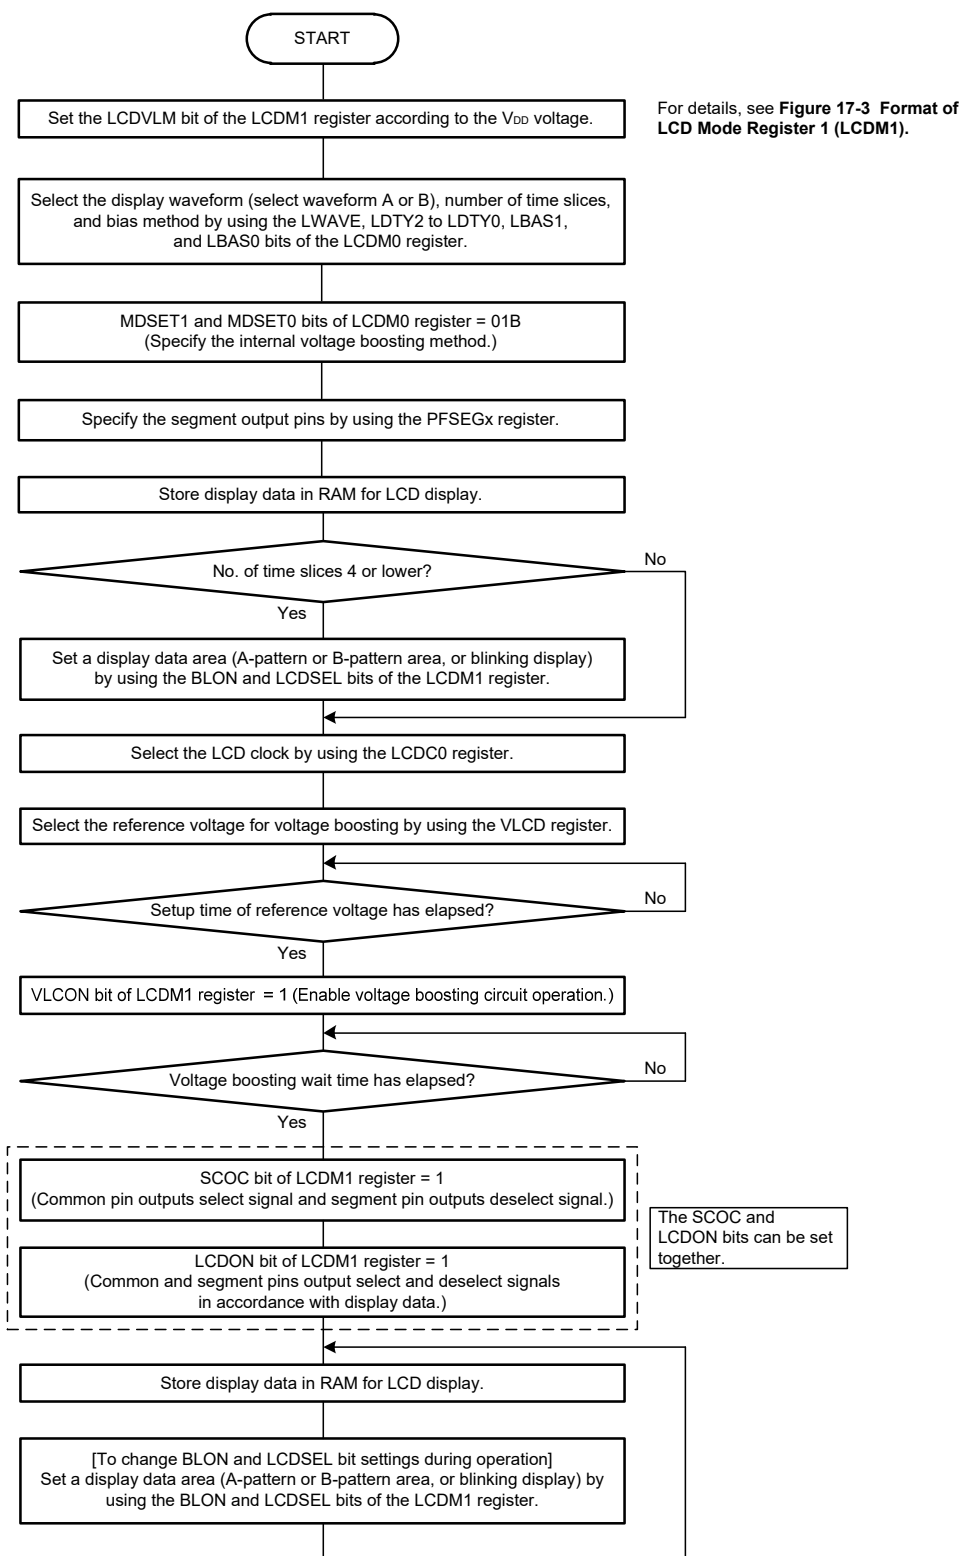 START
Set the LCDVLM bit of the LCDM1 register according to the VDD voltage.
For details, see Figure 17-3 Format of
LCD Mode Register 1 (LCDM1).
Select the display waveform (select waveform A or B), number of time slices,
and bias method by using the LWAVE, LDTY2 to LDTY0, LBAS1,
and LBAS0 bits of the LCDM0 register.
MDSET1 and MDSET0 bits of LCDM0 register = 01B
(Specify the internal voltage boosting method.)
Specify the segment output pins by using the PFSEGx register.
Store display data in RAM for LCD display.
No. of time slices 4 or lower?
No
Yes
Set a display data area (A-pattern or B-pattern area, or blinking display)
by using the BLON and LCDSEL bits of the LCDM1 register.
Select the LCD clock by using the LCDC0 register.
Select the reference voltage for voltage boosting by using the VLCD register.
Setup time of reference voltage has elapsed?
No
Yes
VLCON bit of LCDM1 register = 1 (Enable voltage boosting circuit operation.)
Voltage boosting wait time has elapsed?
No
Yes
SCOC bit of LCDM1 register = 1
(Common pin outputs select signal and segment pin outputs deselect signal.)
The SCOC and
LCDON bits can be set
together.
LCDON bit of LCDM1 register = 1
(Common and segment pins output select and deselect signals
in accordance with display data.)
Store display data in RAM for LCD display.
[To change BLON and LCDSEL bit settings during operation]
Set a display data area (A-pattern or B-pattern area, or blinking display) by
using the BLON and LCDSEL bits of the LCDM1 register.